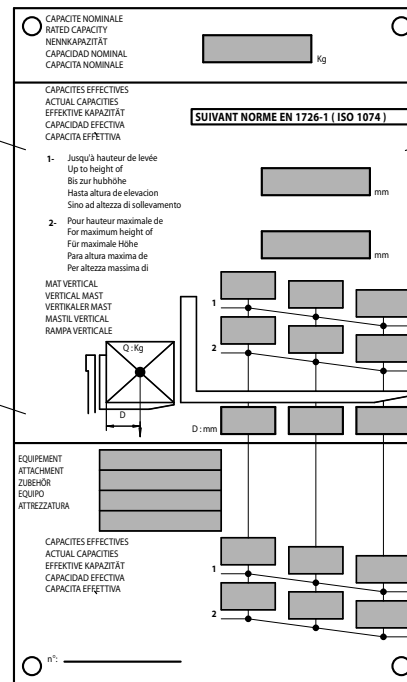 CAPACITE NOMINALE
RATED CAPACITY
NENNKAPAZITÄT
CAPACIDAD NOMINAL
CAPACITA NOMINALE
Kg
CAPACITES EFFECTIVES
ACTUAL CAPACITIES
EFFEKTIVE KAPAZITÄT
CAPACIDAD EFECTIVA
CAPACITA EFFETTIVA
SUIVANT NORME EN 1726-1 ( ISO 1074 )
1- Jusqu'à hauteur de levée
Up to height of
Bis zur hubhöhe
Hasta altura de elevacion
Sino ad altezza di sollevamento
mm
2- Pour hauteur maximale de
For maximum height of
Für maximale Höhe
Para altura maxima de
Per altezza massima di
mm
MAT VERTICAL
VERTICAL MAST
VERTIKALER MAST
MASTIL VERTICAL
RAMPA VERTICALE
1
2
Q : Kg
D
D : mm
EQUIPEMENT
ATTACHMENT
ZUBEHÖR
EQUIPO
ATTREZZATURA
CAPACITES EFFECTIVES
ACTUAL CAPACITIES
EFFEKTIVE KAPAZITÄT
CAPACIDAD EFECTIVA
CAPACITA EFFETTIVA
1
2
n°: